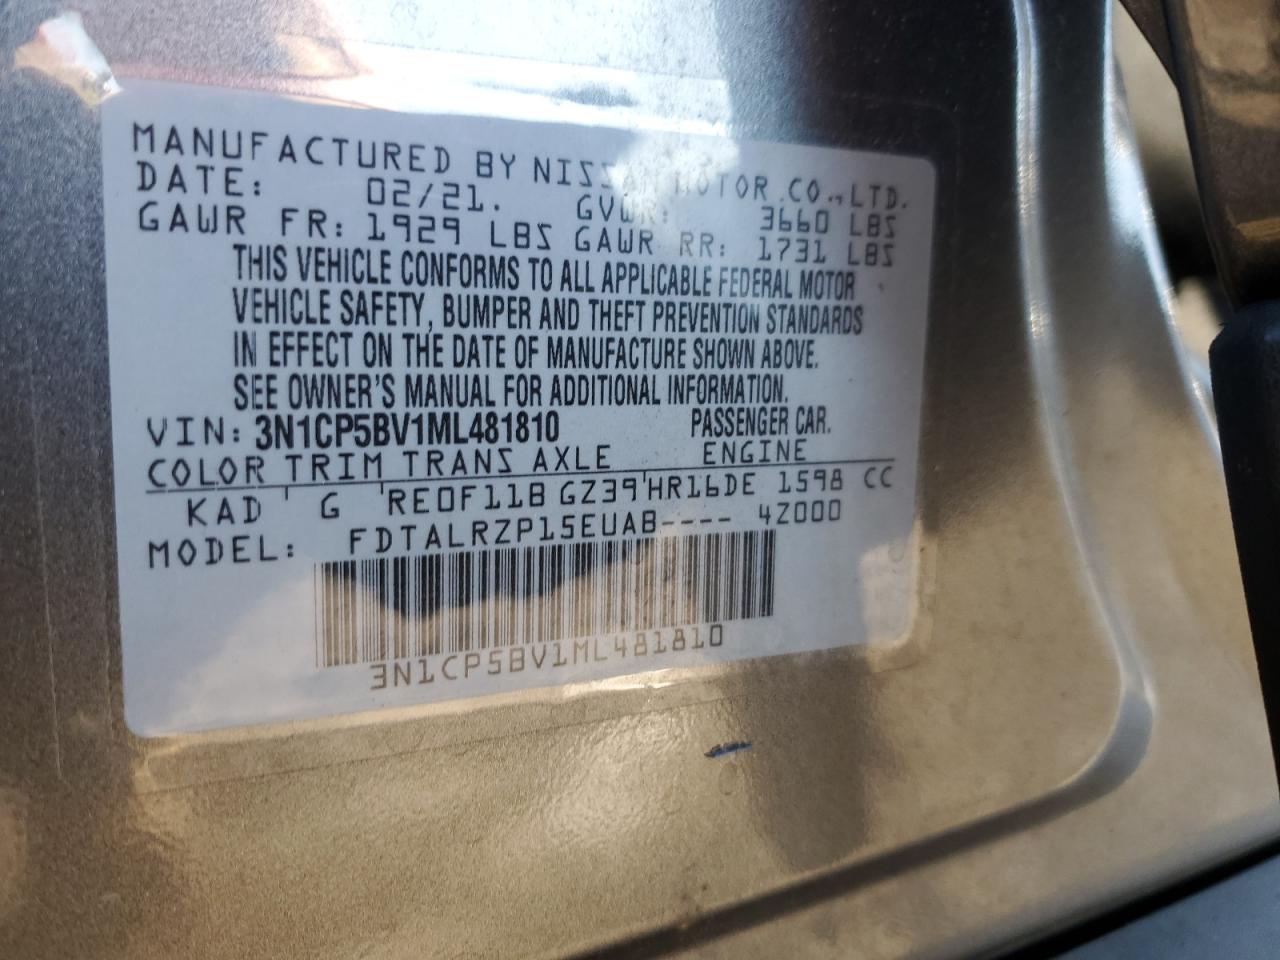 MANUFACTURED BY NISSAN MOTOR CO., LTD.
DATE: 02/21. GVWR: 3660 LBS
GAWR FR: 1929 LBS GAWR RR: 1731 LBS
THIS VEHICLE CONFORMS TO ALL APPLICABLE FEDERAL MOTOR
VEHICLE SAFETY, BUMPER AND THEFT PREVENTION STANDARDS
IN EFFECT ON THE DATE OF MANUFACTURE SHOWN ABOVE.
SEE OWNER'S MANUAL FOR ADDITIONAL INFORMATION.
VIN: 3N1CP5BV1ML481810 PASSENGER CAR.
COLOR TRIM TRANS AXLE ENGINE
KAD ' G 'RE0F11B GZ39'HR16DE 1598 CC
MODEL: FDTALRZP15EUAB---- 4Z000
3N1CP5BV1ML481810